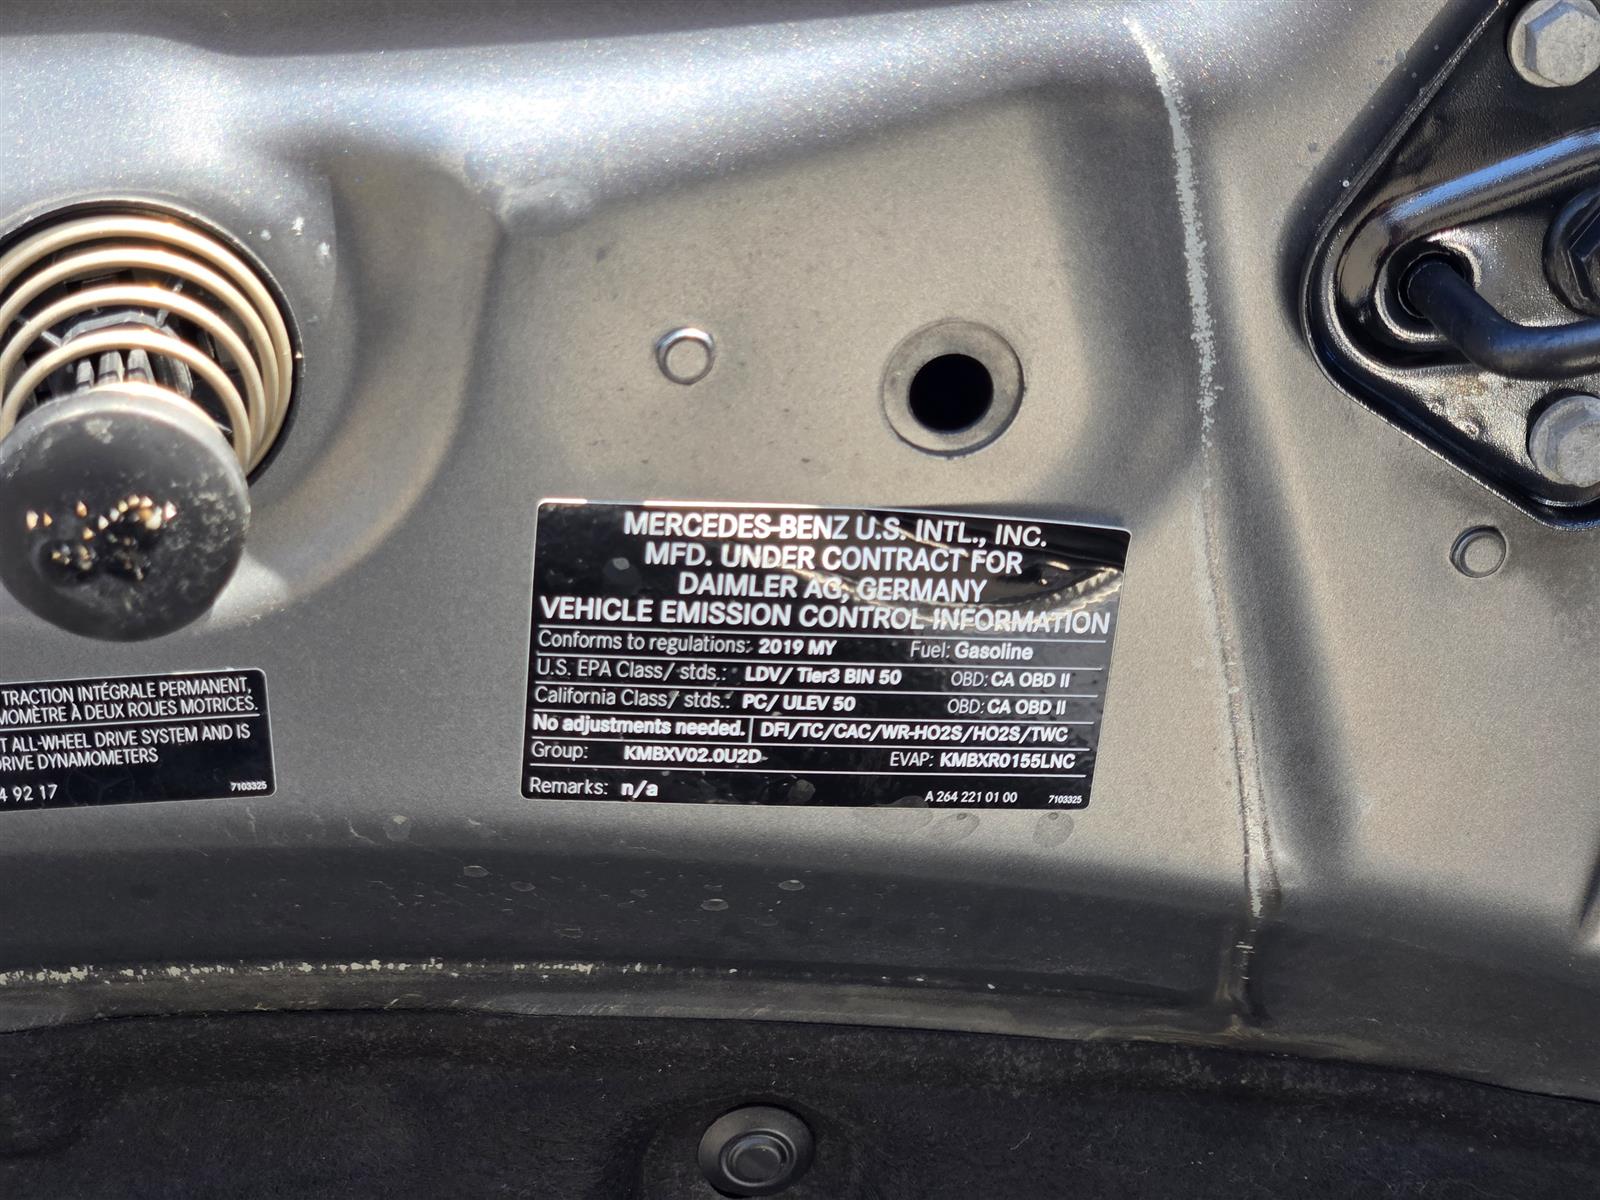 TRACTION INTÉGRALE PERMANENT,
MOMÈTRE À DEUX ROUES MOTRICES.
T ALL-WHEEL DRIVE SYSTEM AND IS
DRIVE DYNAMOMETERS
4 92 17 7103325
MERCEDES-BENZ U.S. INTL., INC.
MFD. UNDER CONTRACT FOR
DAIMLER AG, GERMANY
VEHICLE EMISSION CONTROL INFORMATION
Conforms to regulations: 2019 MY Fuel: Gasoline
U.S. EPA Class/ stds.: LDV/ Tier3 BIN 50 OBD: CA OBD II
California Class/ stds.: PC/ ULEV 50 OBD: CA OBD II
No adjustments needed. DFI/TC/CAC/WR-HO2S/HO2S/TWC
Group: KMBXV02.0U2D EVAP: KMBXR0155LNC
Remarks: n/a A 264 221 01 00 7103325